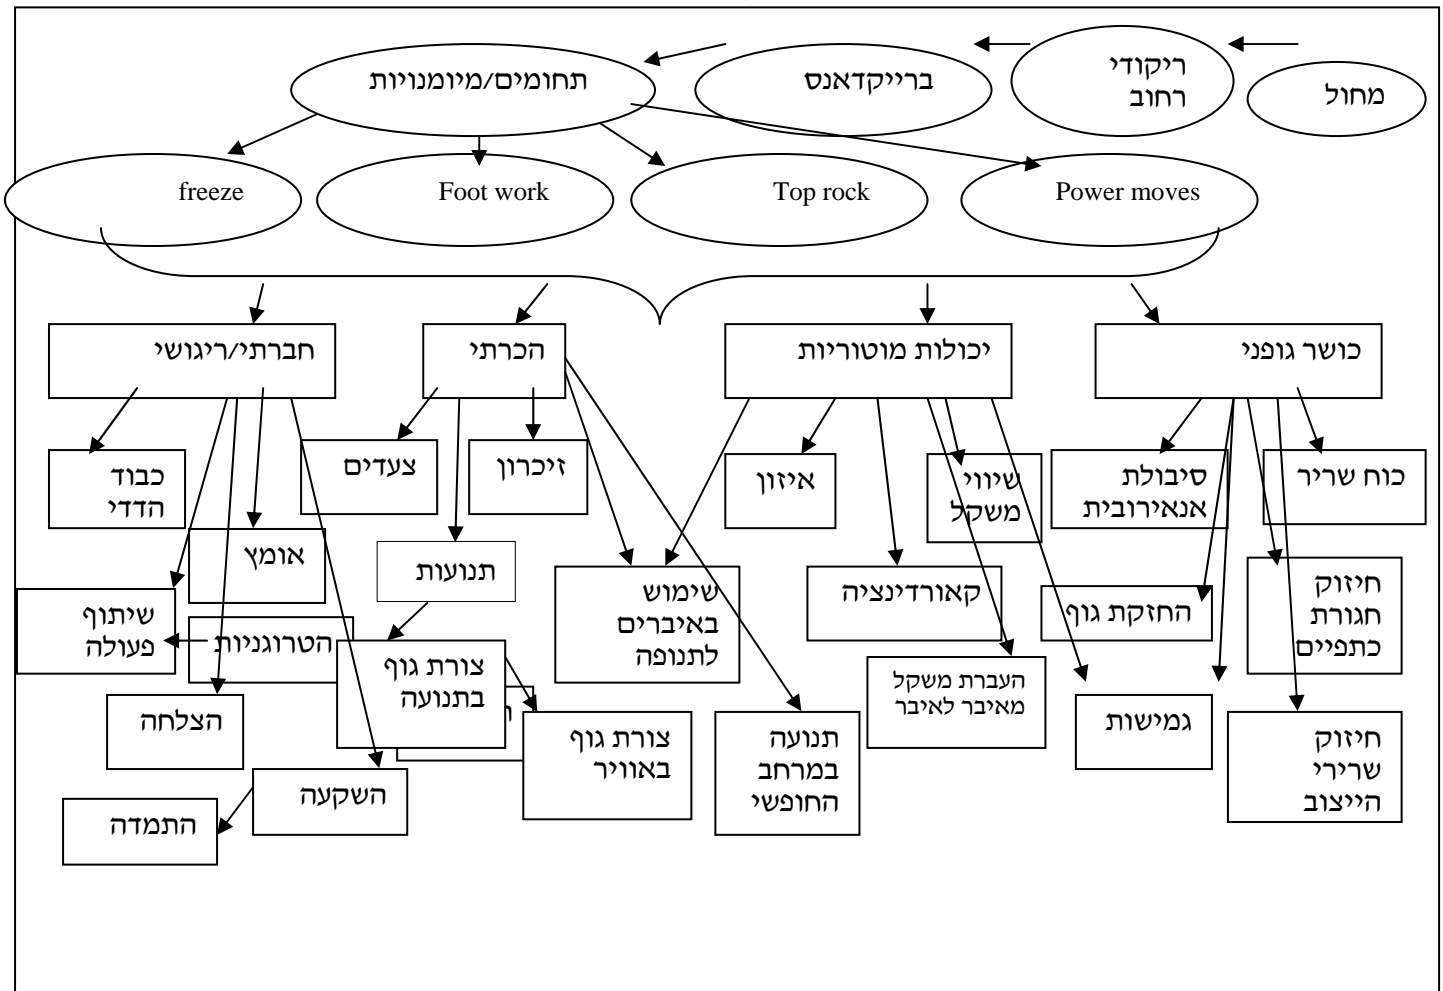 מחול
ריקודי
רחוב
ברייקדאנס
תחומים/מיומנויות
Power moves
Top rock
Foot work
freeze
כושר גופני
יכולות מוטוריות
הכרתי
חברתי/ריגושי
כוח שריר
סיבולת
אנאירובית
שיווי
משקל
איזון
זיכרון
צעדים
כבוד
הדדי
אומץ
תנועות
חיזוק
חגורת
כתפיים
החזקת גוף
קאורדינציה
שימוש
באיברים
לתנופה
שיתוף
פעולה
הטרוגניות
צורת גוף
בתנועה
העברת משקל
מאיבר לאיבר
גמישות
חיזוק
שרירי
הייצוב
תנועה
במרחב
החופשי
צורת גוף
באוויר
הצלחה
השקעה
התמדה